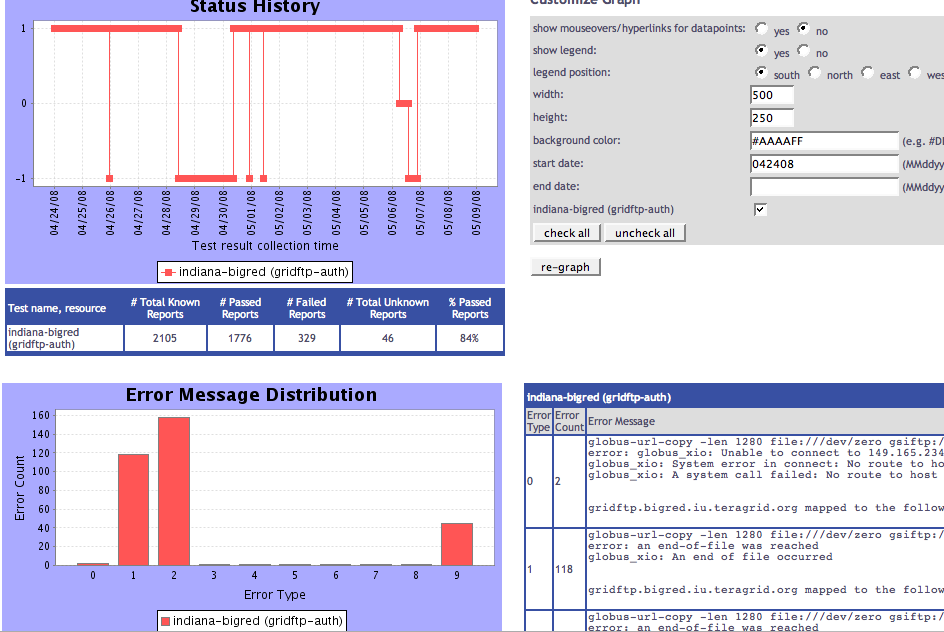 Status History
1
0
-1
04/24/08
04/25/08
04/26/08
04/27/08
04/28/08
04/29/08
04/30/08
05/01/08
05/02/08
05/03/08
05/04/08
05/05/08
05/06/08
05/07/08
05/08/08
05/09/08
Test result collection time
indiana-bigred (gridftp-auth)
Customize Graph
show mouseovers/hyperlinks for datapoints: yes no
show legend: yes no
legend position: south north east wes
width: 500
height: 250
background color: #AAAAFF (e.g. #D
start date: 042408 (MMddyy
end date: (MMddyy
indiana-bigred (gridftp-auth)
check all uncheck all
re-graph
Test name, resource # Total Known Reports # Passed Reports # Failed Reports # Total Unknown Reports % Passed Reports
indiana-bigred (gridftp-auth) 2105 1776 329 46 84%
Error Message Distribution
Error Count
160
140
120
100
80
60
40
20
0
0 1 2 3 4 5 6 7 8 9
Error Type
indiana-bigred (gridftp-auth)
indiana-bigred (gridftp-auth)
Error Type Error Count Error Message
0 2
globus-url-copy -len 1280 file:///dev/zero gsiftp:/
error: globus_xio: Unable to connect to 149.165.234
globus_xio: System error in connect: No route to ho
globus_xio: A system call failed: No route to host
gridftp.bigred.iu.teragrid.org mapped to the follow
1 118
globus-url-copy -len 1280 file:///dev/zero gsiftp:/
error: an end-of-file was reached
globus_xio: An end of file occurred
gridftp.bigred.iu.teragrid.org mapped to the follow
globus-url-copy -len 1280 file:///dev/zero gsiftp:/
error: an end-of-file was reached